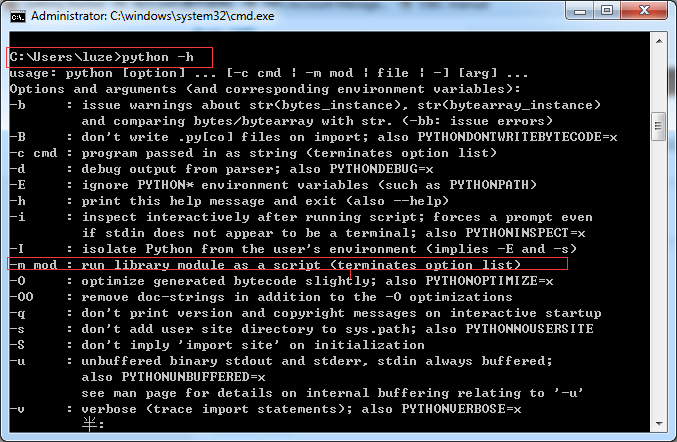 Administrator: C:\windows\system32\cmd.exe
C:\Users\luze>python -h
usage: python [option] ... [-c cmd | -m mod | file | -] [arg] ...
Options and arguments (and corresponding environment variables):
-b     : issue warnings about str(bytes_instance), str(bytearray_instance)
         and comparing bytes/bytearray with str. (-bb: issue errors)
-B     : don't write .py[co] files on import; also PYTHONDONTWRITEBYTECODE=x
-c cmd : program passed in as string (terminates option list)
-d     : debug output from parser; also PYTHONDEBUG=x
-E     : ignore PYTHON* environment variables (such as PYTHONPATH)
-h     : print this help message and exit (also --help)
-i     : inspect interactively after running script; forces a prompt even
         if stdin does not appear to be a terminal; also PYTHONINSPECT=x
-I     : isolate Python from the user's environment (implies -E and -s)
-m mod : run library module as a script (terminates option list)
-O     : optimize generated bytecode slightly; also PYTHONOPTIMIZE=x
-OO    : remove doc-strings in addition to the -O optimizations
-q     : don't print version and copyright messages on interactive startup
-s     : don't add user site directory to sys.path; also PYTHONNOUSERSITE
-S     : don't imply 'import site' on initialization
-u     : unbuffered binary stdout and stderr, stdin always buffered;
         also PYTHONUNBUFFERED=x
         see man page for details on internal buffering relating to '-u'
-v     : verbose (trace import statements); also PYTHONVERBOSE=x
         半: